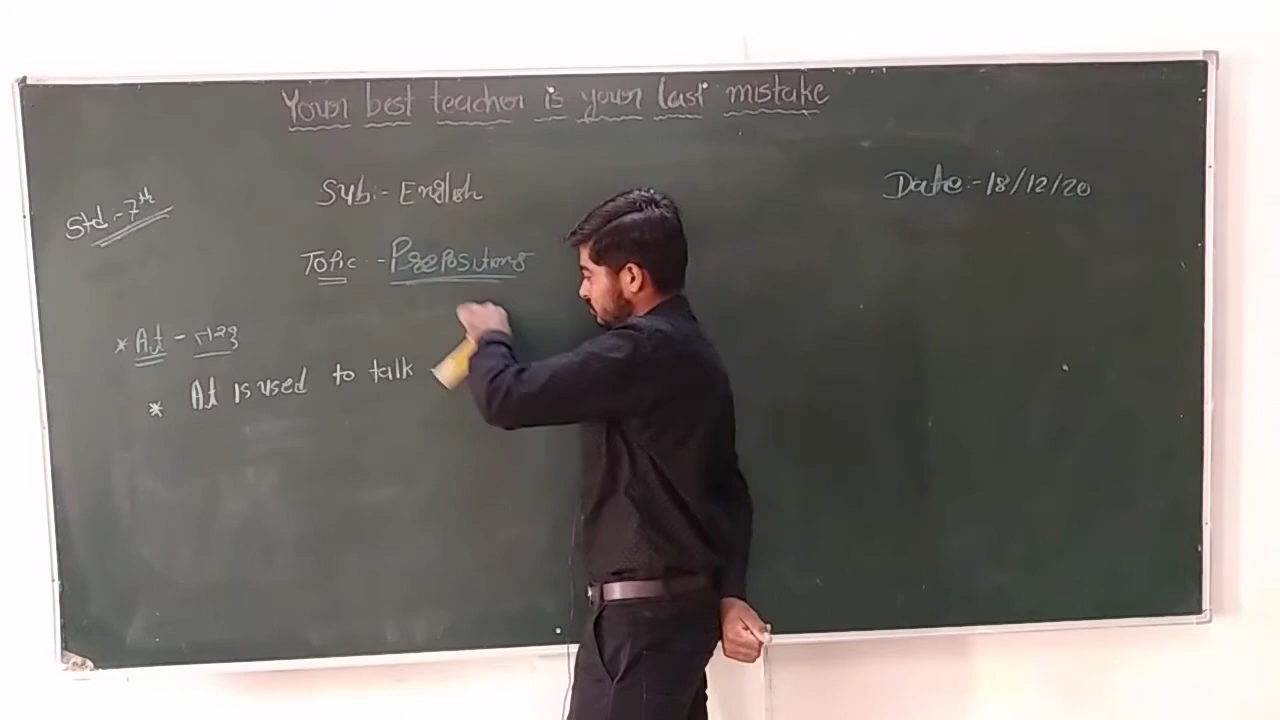 Your best teacher is your last mistake
Std :- 7th
Sub :- English
Date :- 18/12/20
Topic :- Prepositions
* At -
* At is used to talk